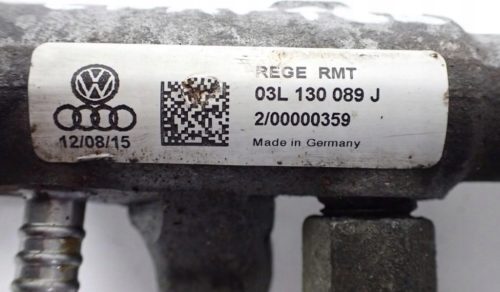 REGE RMT
03L 130 089 J
2/00000359
12/08/15
Made in Germany